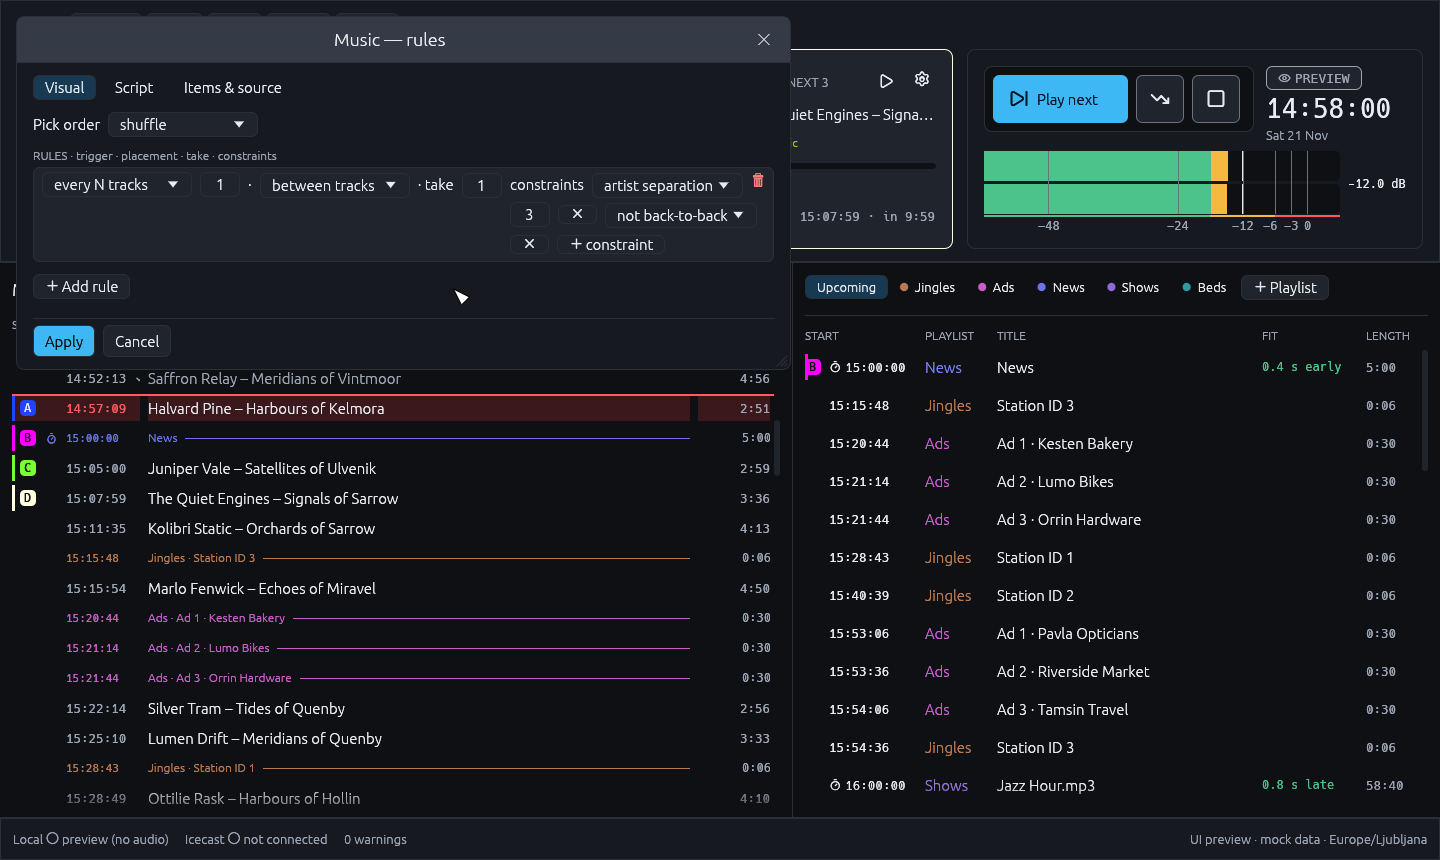 Music — rules
Visual Script Items & source
Pick order shuffle
RULES · trigger · placement · take · constraints
every N tracks 1 · between tracks · take 1 constraints artist separation
3 × not back-to-back
× + constraint
+ Add rule
Apply Cancel
NEXT 3
uiet Engines – Signa…
c
15:07:59 · in 9:59
Play next
PREVIEW
14:58:00
Sat 21 Nov
-12.0 dB
-48 -24 -12 -6 -3 0
14:52:13 Saffron Relay – Meridians of Vintmoor 4:56
A 14:57:09 Halvard Pine – Harbours of Kelmora 2:51
B 15:00:00 News 5:00
C 15:05:00 Juniper Vale – Satellites of Ulvenik 2:59
D 15:07:59 The Quiet Engines – Signals of Sarrow 3:36
15:11:35 Kolibri Static – Orchards of Sarrow 4:13
15:15:48 Jingles · Station ID 3 0:06
15:15:54 Marlo Fenwick – Echoes of Miravel 4:50
15:20:44 Ads · Ad 1 · Kesten Bakery 0:30
15:21:14 Ads · Ad 2 · Lumo Bikes 0:30
15:21:44 Ads · Ad 3 · Orrin Hardware 0:30
15:22:14 Silver Tram – Tides of Quenby 2:56
15:25:10 Lumen Drift – Meridians of Quenby 3:33
15:28:43 Jingles · Station ID 1 0:06
15:28:49 Ottilie Rask – Harbours of Hollin 4:10
Upcoming Jingles Ads News Shows Beds + Playlist
START PLAYLIST TITLE FIT LENGTH
B 15:00:00 News News 0.4 s early 5:00
15:15:48 Jingles Station ID 3 0:06
15:20:44 Ads Ad 1 · Kesten Bakery 0:30
15:21:14 Ads Ad 2 · Lumo Bikes 0:30
15:21:44 Ads Ad 3 · Orrin Hardware 0:30
15:28:43 Jingles Station ID 1 0:06
15:40:39 Jingles Station ID 2 0:06
15:53:06 Ads Ad 1 · Pavla Opticians 0:30
15:53:36 Ads Ad 2 · Riverside Market 0:30
15:54:06 Ads Ad 3 · Tamsin Travel 0:30
15:54:36 Jingles Station ID 3 0:06
16:00:00 Shows Jazz Hour.mp3 0.8 s late 58:40
Local preview (no audio) Icecast not connected 0 warnings
UI preview · mock data · Europe/Ljubljana